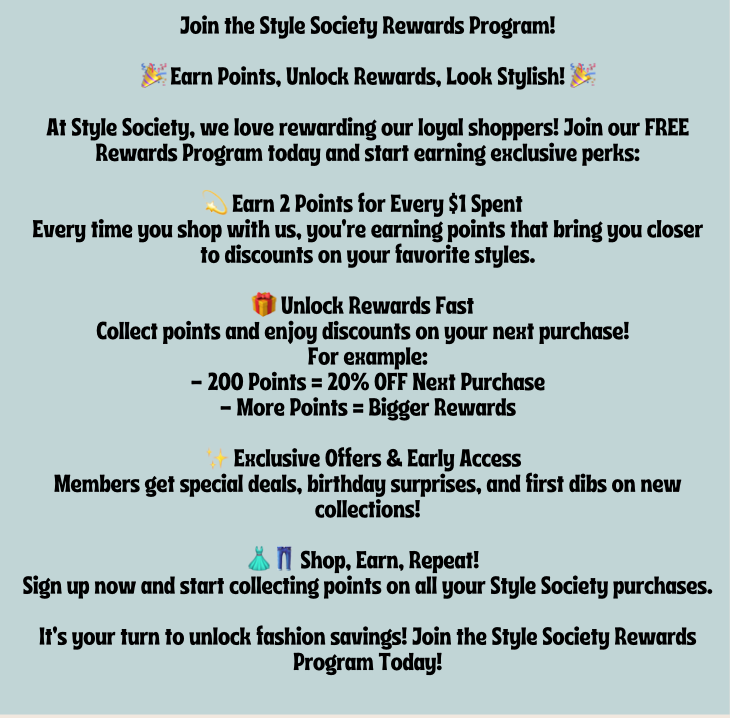 Join the Style Society Rewards Program!
🎉 Earn Points, Unlock Rewards, Look Stylish! 🎉
At Style Society, we love rewarding our loyal shoppers! Join our FREE
Rewards Program today and start earning exclusive perks:
💫 Earn 2 Points for Every $1 Spent
Every time you shop with us, you're earning points that bring you closer
to discounts on your favorite styles.
🎁 Unlock Rewards Fast
Collect points and enjoy discounts on your next purchase!
For example:
– 200 Points = 20% OFF Next Purchase
– More Points = Bigger Rewards
✨ Exclusive Offers & Early Access
Members get special deals, birthday surprises, and first dibs on new
collections!
👗👖 Shop, Earn, Repeat!
Sign up now and start collecting points on all your Style Society purchases.
It's your turn to unlock fashion savings! Join the Style Society Rewards
Program Today!